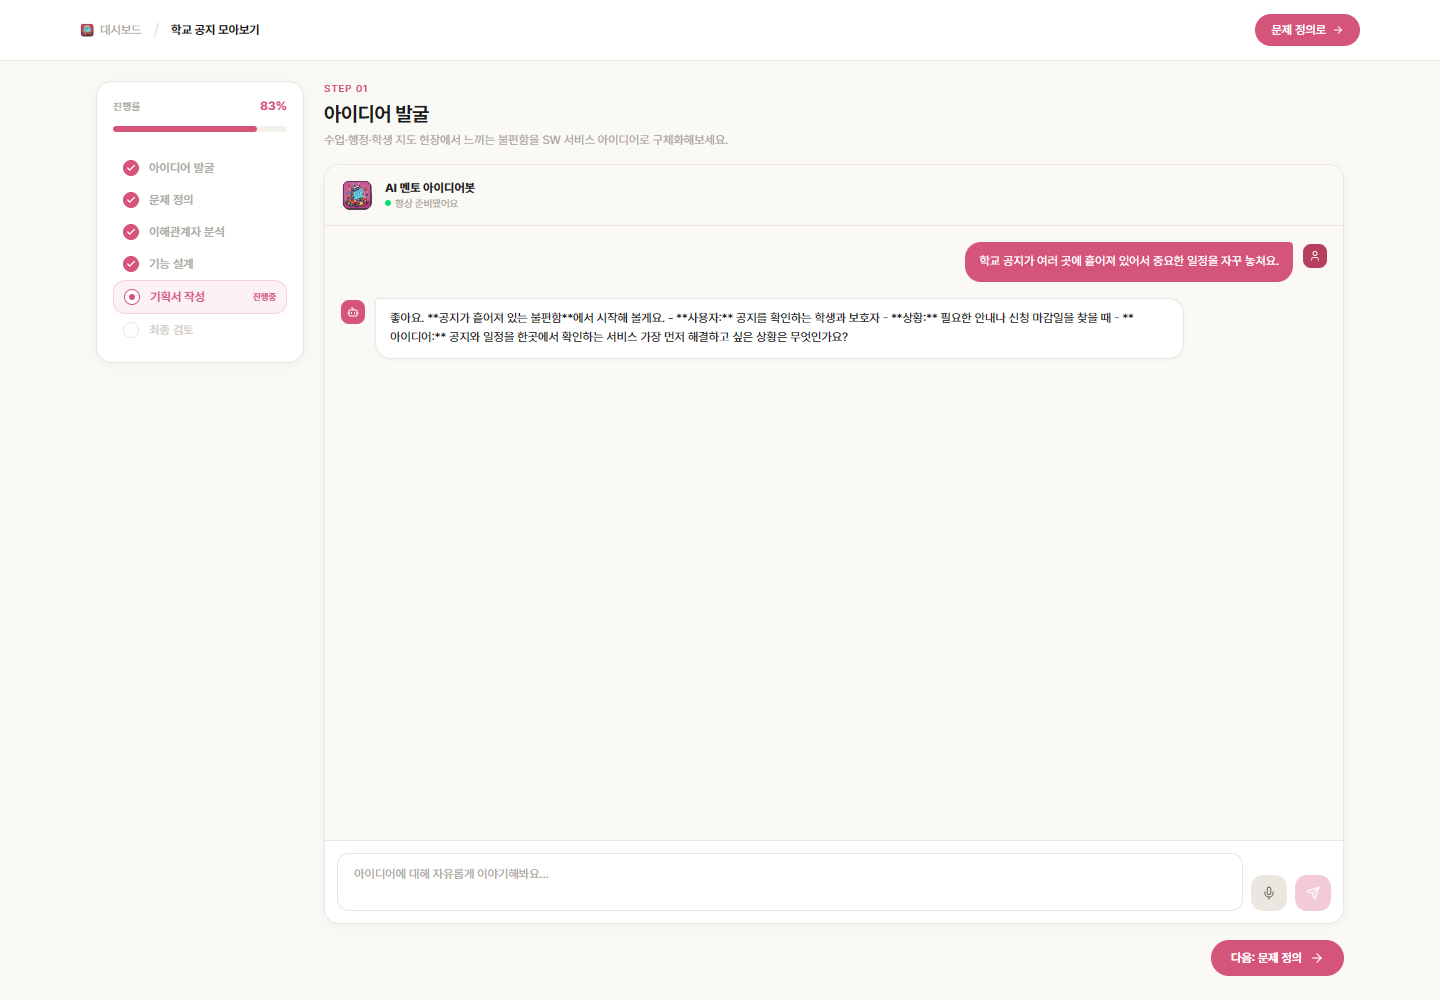 대시보드 / 학교 공지 모아보기
문제 정의로
진행률 83%
아이디어 발굴
문제 정의
이해관계자 분석
기능 설계
기획서 작성 진행중
최종 검토
STEP 01
아이디어 발굴
수업·행정·학생 지도 현장에서 느끼는 불편함을 SW 서비스 아이디어로 구체화해보세요.
AI 멘토 아이디어봇
항상 준비됐어요
학교 공지가 여러 곳에 흩어져 있어서 중요한 일정을 자꾸 놓쳐요.
좋아요. **공지가 흩어져 있는 불편함**에서 시작해 볼게요. - **사용자:** 공지를 확인하는 학생과 보호자 - **상황:** 필요한 안내나 신청 마감일을 찾을 때 - **
아이디어:** 공지와 일정을 한곳에서 확인하는 서비스 가장 먼저 해결하고 싶은 상황은 무엇인가요?
아이디어에 대해 자유롭게 이야기해봐요...
다음: 문제 정의